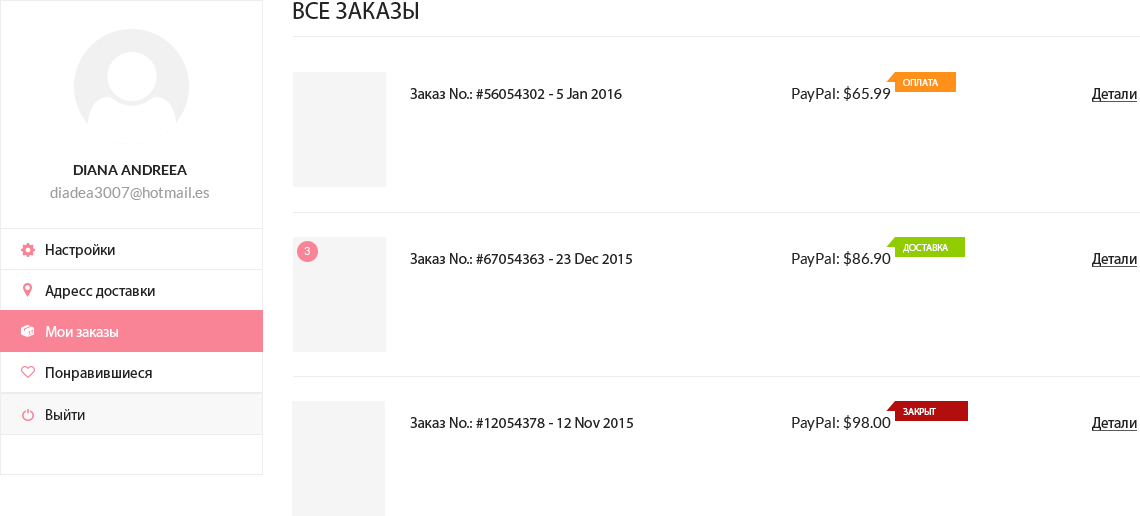 DIANA ANDREEA
diadea3007@hotmail.es
Настройки
Адресс доставки
Мои заказы
Понравившиеся
Выйти
ВСЕ ЗАКАЗЫ
Заказ No.: #56054302 - 5 Jan 2016
PayPal: $65.99
ОПЛАТА
Детали
3
Заказ No.: #67054363 - 23 Dec 2015
PayPal: $86.90
ДОСТАВКА
Детали
Заказ No.: #12054378 - 12 Nov 2015
PayPal: $98.00
ЗАКРЫТ
Детали